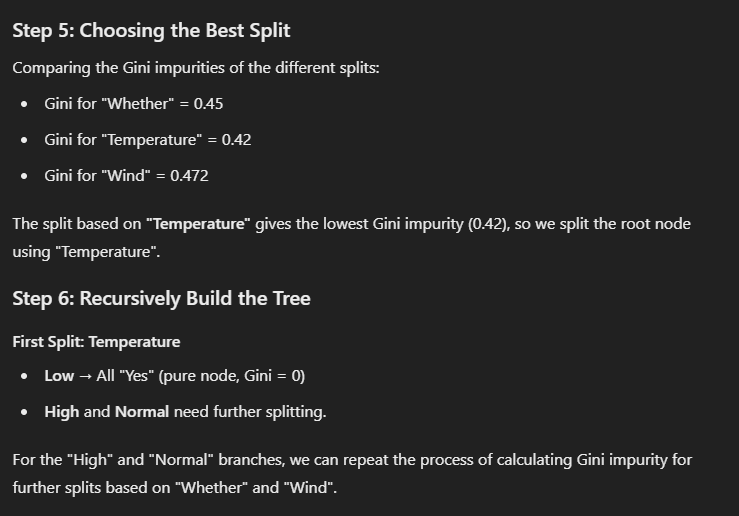 Step 5: Choosing the Best Split
Comparing the Gini impurities of the different splits:
• Gini for "Whether" = 0.45
• Gini for "Temperature" = 0.42
• Gini for "Wind" = 0.472
The split based on "Temperature" gives the lowest Gini impurity (0.42), so we split the root node
using "Temperature".
Step 6: Recursively Build the Tree
First Split: Temperature
• Low → All "Yes" (pure node, Gini = 0)
• High and Normal need further splitting.
For the "High" and "Normal" branches, we can repeat the process of calculating Gini impurity for
further splits based on "Whether" and "Wind".